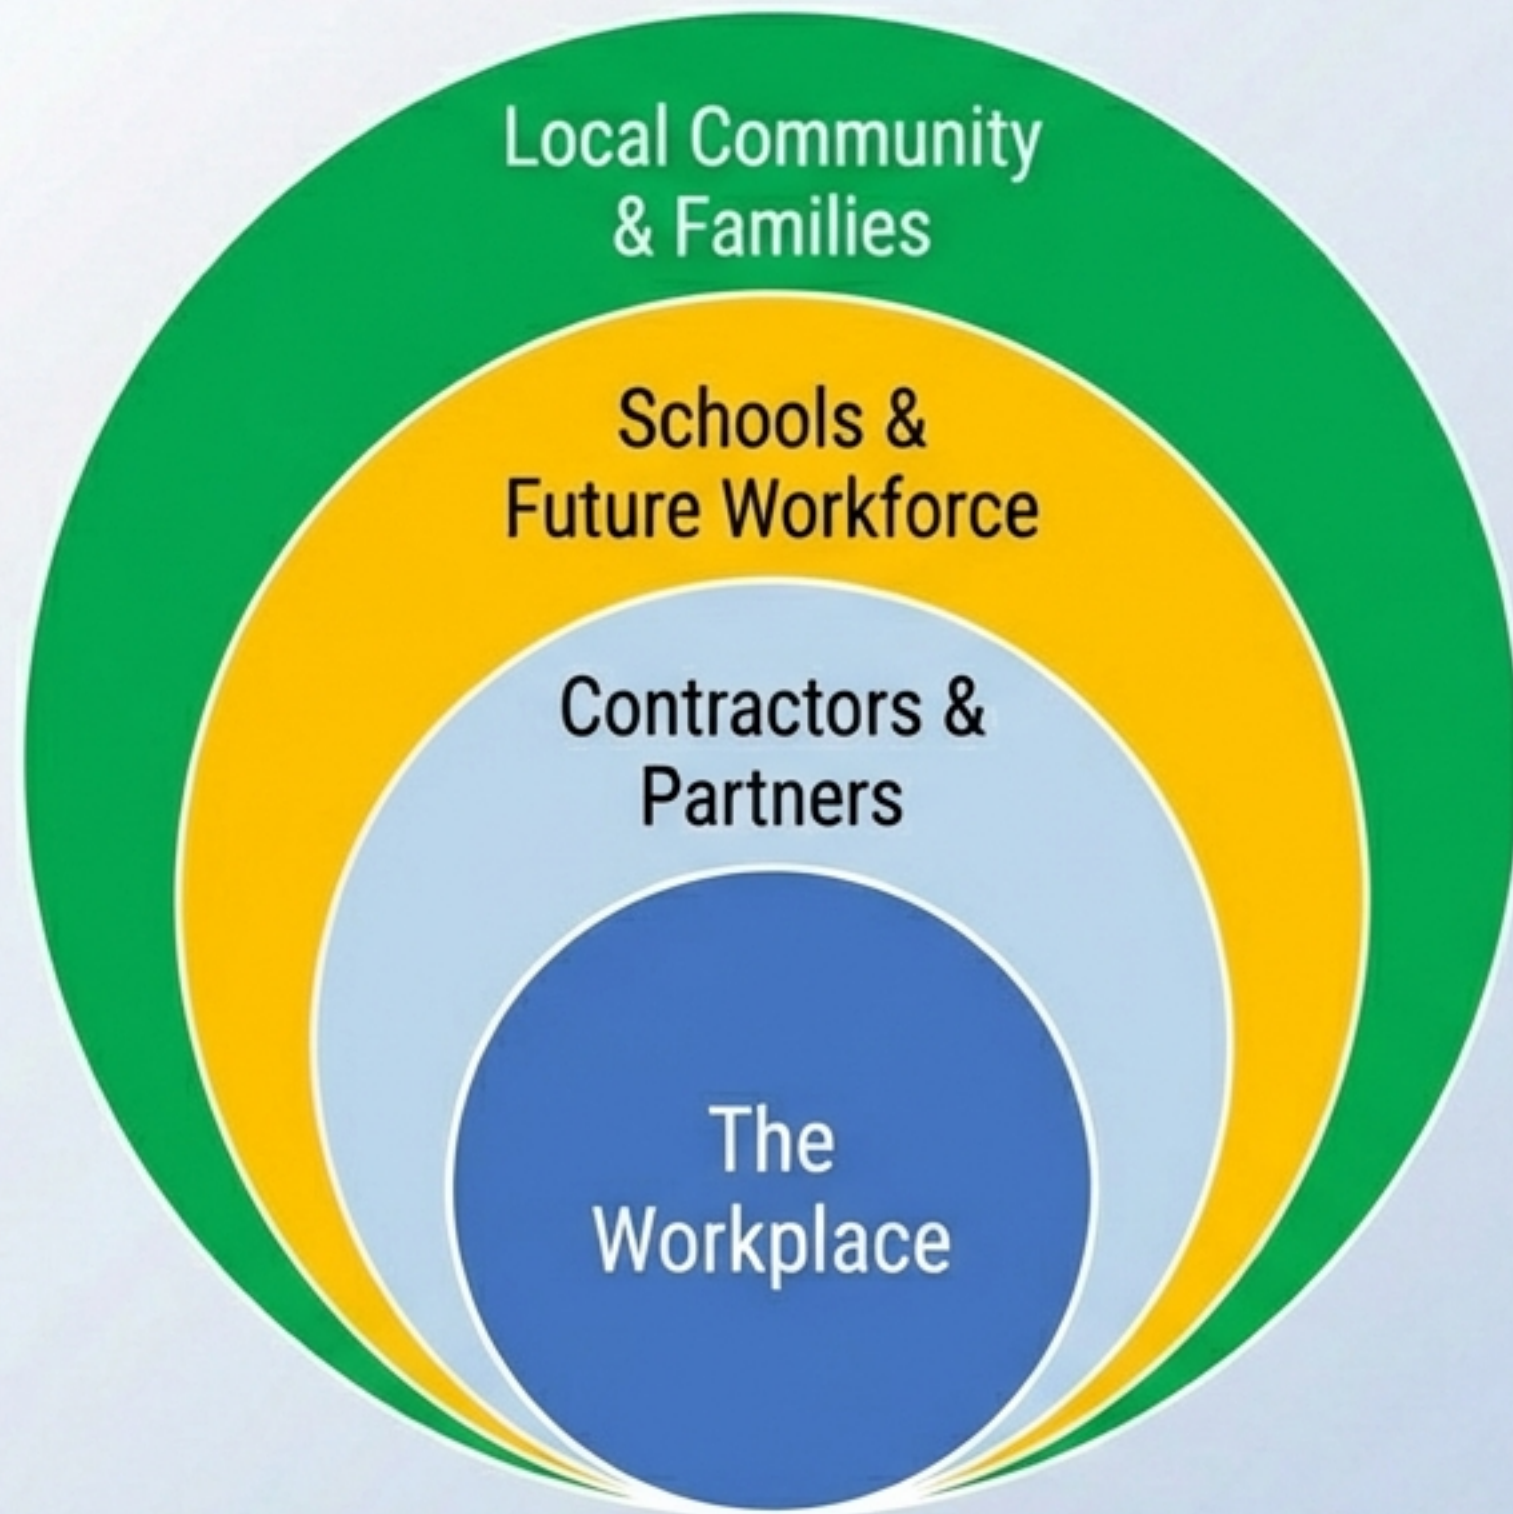 Local Community
& Families
Schools &
Future Workforce
Contractors &
Partners
The
Workplace